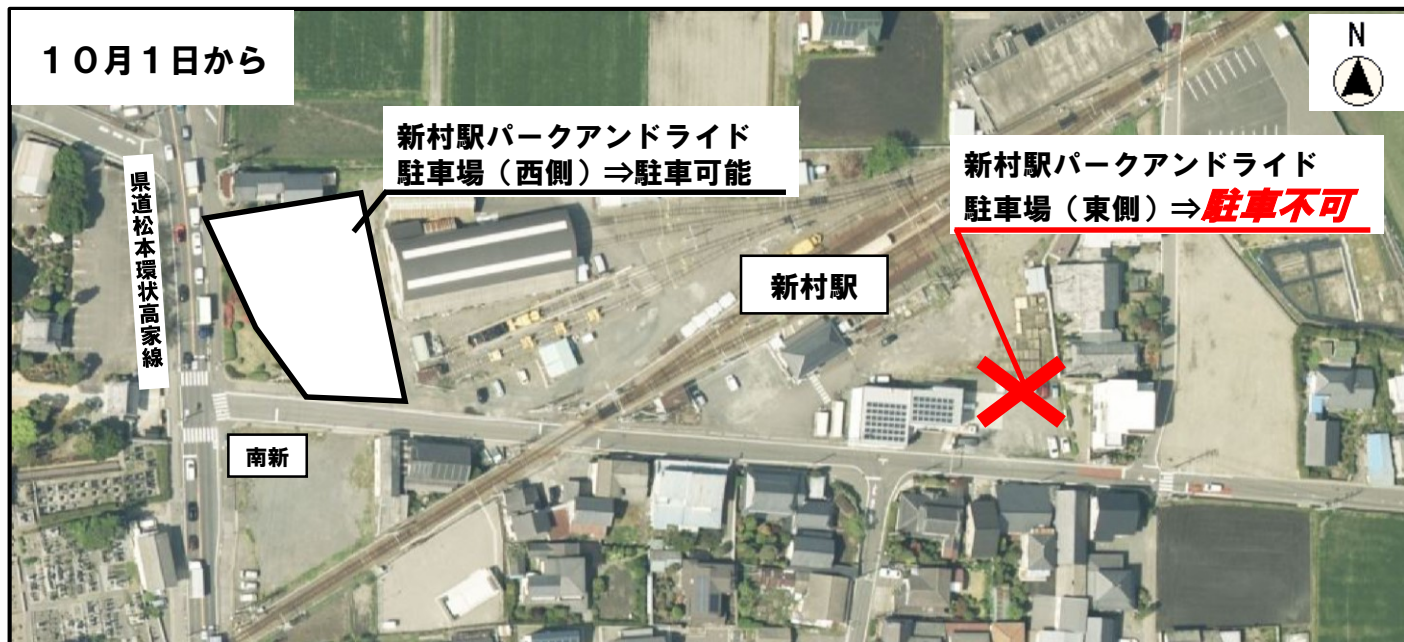 １０月１日から
N
新村駅パークアンドライド
駐車場（西側）⇒駐車可能
新村駅パークアンドライド
駐車場（東側）⇒駐車不可
県道松本環状高家線
新村駅
南新